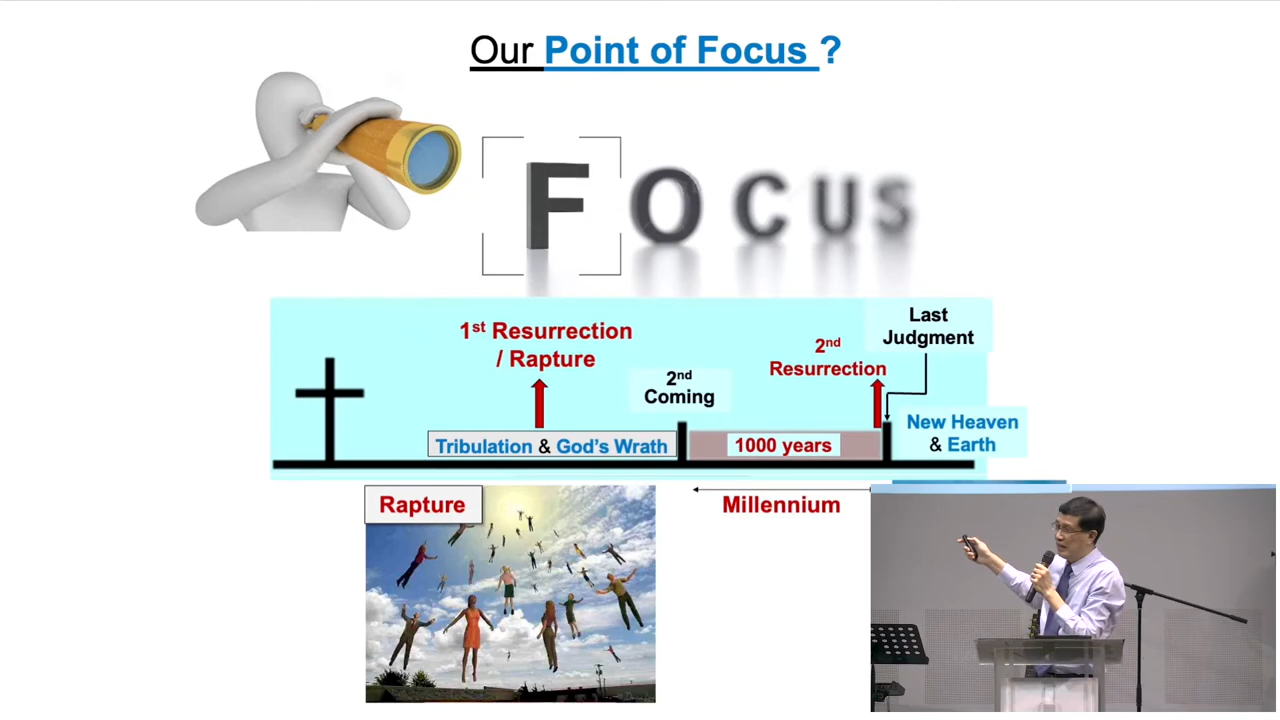 Our Point of Focus ?
FOCUS
1st Resurrection
/ Rapture
2nd
Coming
2nd
Resurrection
Last
Judgment
Tribulation & God's Wrath
1000 years
New Heaven
& Earth
Rapture
Millennium